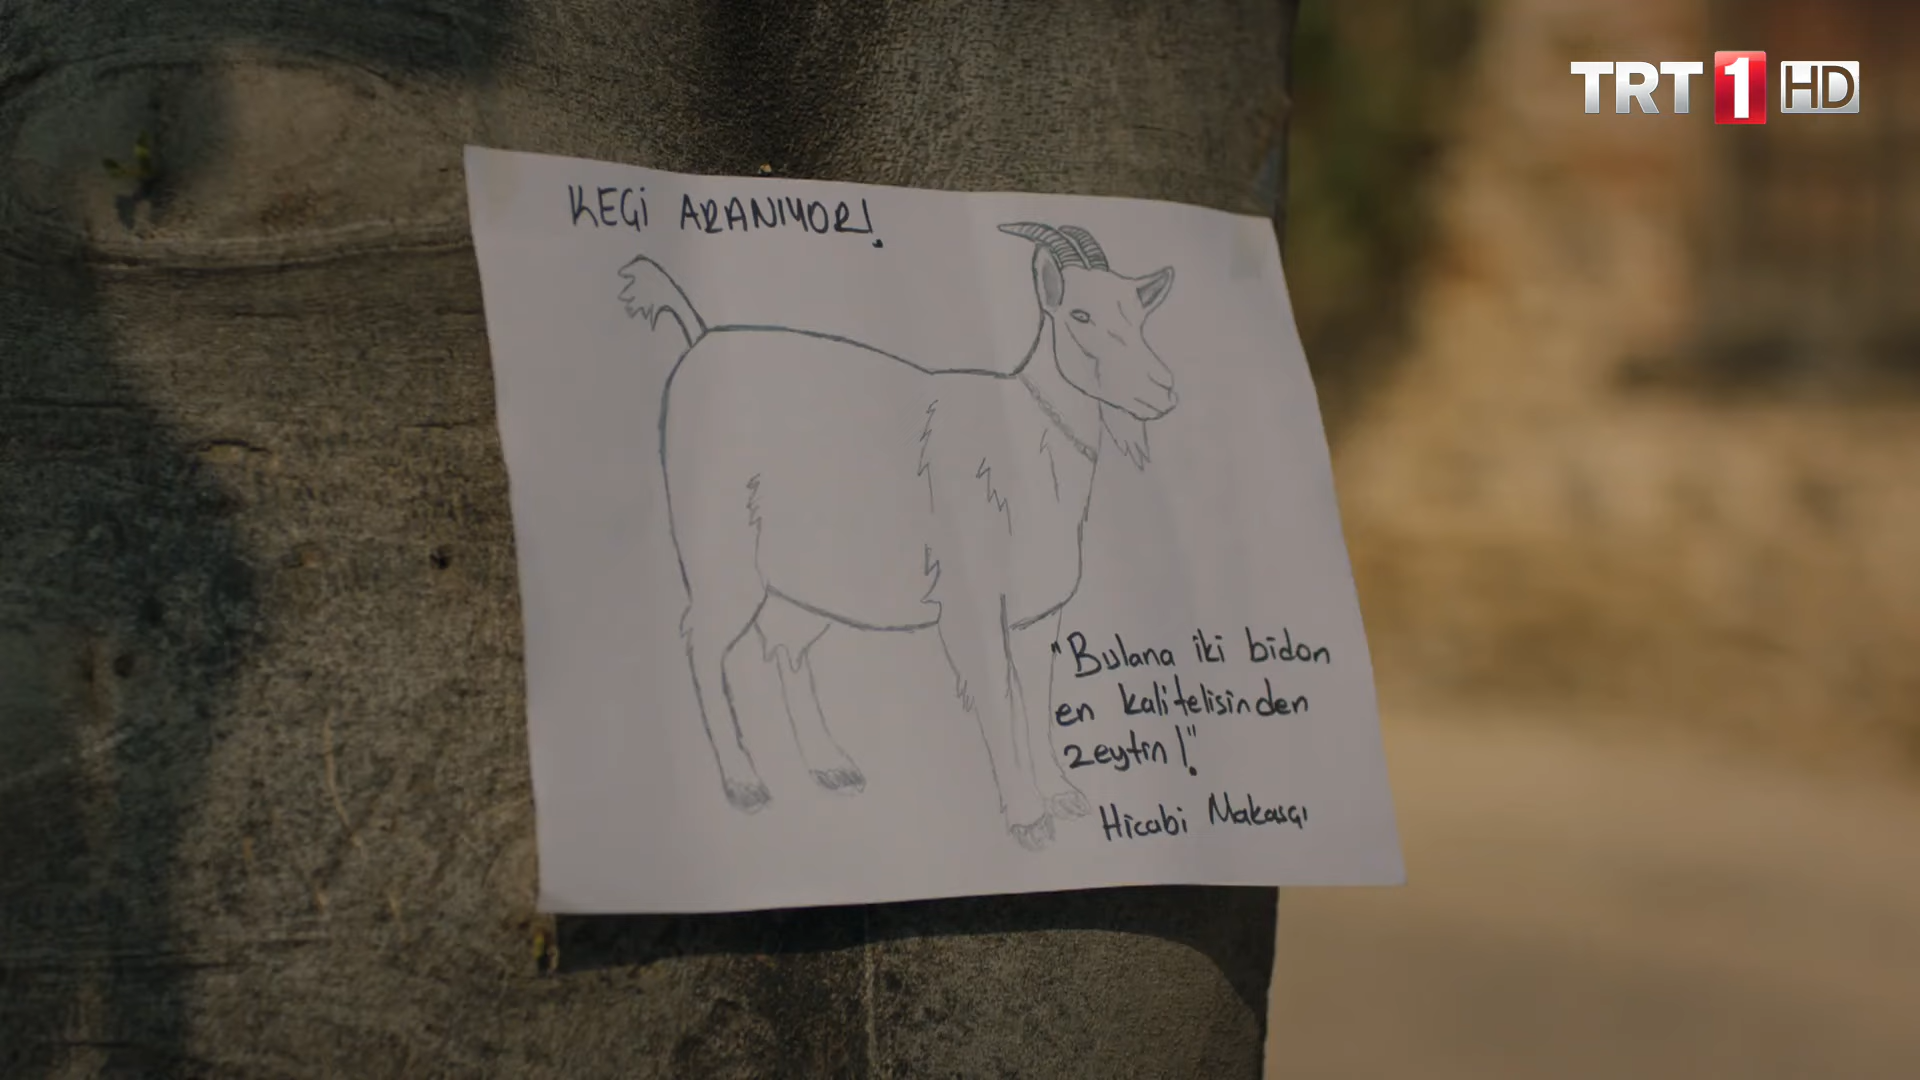 TRT 1 HD
KEÇİ ARANIYOR!
"Bulana iki bidon
en kalitelisinden
zeytin!"
Hicabi Makasçı